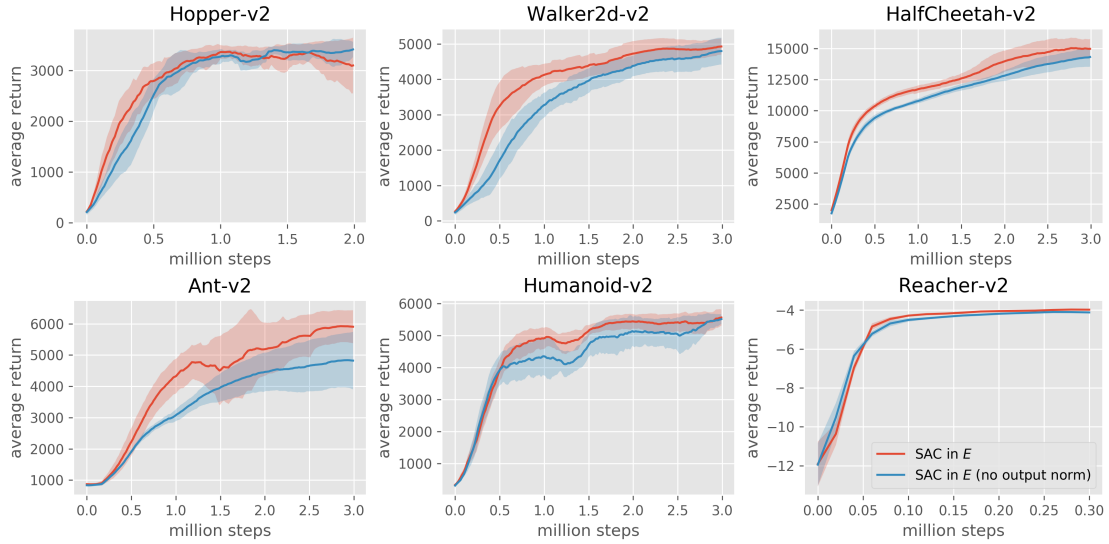 Hopper-v2
Walker2d-v2
HalfCheetah-v2
average return
3000
2000
1000
0
0.0 0.5 1.0 1.5 2.0
million steps
average return
5000
4000
3000
2000
1000
0
0.0 0.5 1.0 1.5 2.0 2.5 3.0
million steps
average return
15000
12500
10000
7500
5000
2500
0.0 0.5 1.0 1.5 2.0 2.5 3.0
million steps
Ant-v2
Humanoid-v2
Reacher-v2
average return
6000
5000
4000
3000
2000
1000
0.0 0.5 1.0 1.5 2.0 2.5 3.0
million steps
average return
6000
5000
4000
3000
2000
1000
0.0 0.5 1.0 1.5 2.0 2.5 3.0
million steps
average return
−4
−6
−8
−10
−12
SAC in E
SAC in E (no output norm)
0.00 0.05 0.10 0.15 0.20 0.25 0.30
million steps